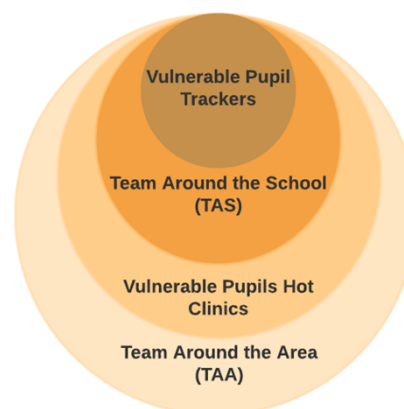 Vulnerable Pupil
Trackers
Team Around the School
(TAS)
Vulnerable Pupils Hot
Clinics
Team Around the Area
(TAA)